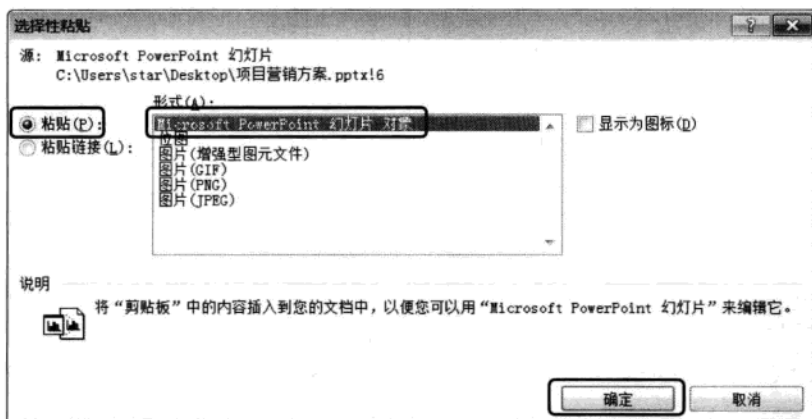 选择性粘贴
源: Microsoft PowerPoint 幻灯片
C:\Users\star\Desktop\项目营销方案.pptx!6
形式(A):
粘贴(P):
Microsoft PowerPoint 幻灯片 对象
显示为图标(D)
粘贴链接(L):
位图
图片(增强型图元文件)
图片(GIF)
图片(PNG)
图片(JPEG)
说明
将“剪贴板”中的内容插入到您的文档中，以便您可以用“Microsoft PowerPoint 幻灯片”来编辑它。
确定
取消